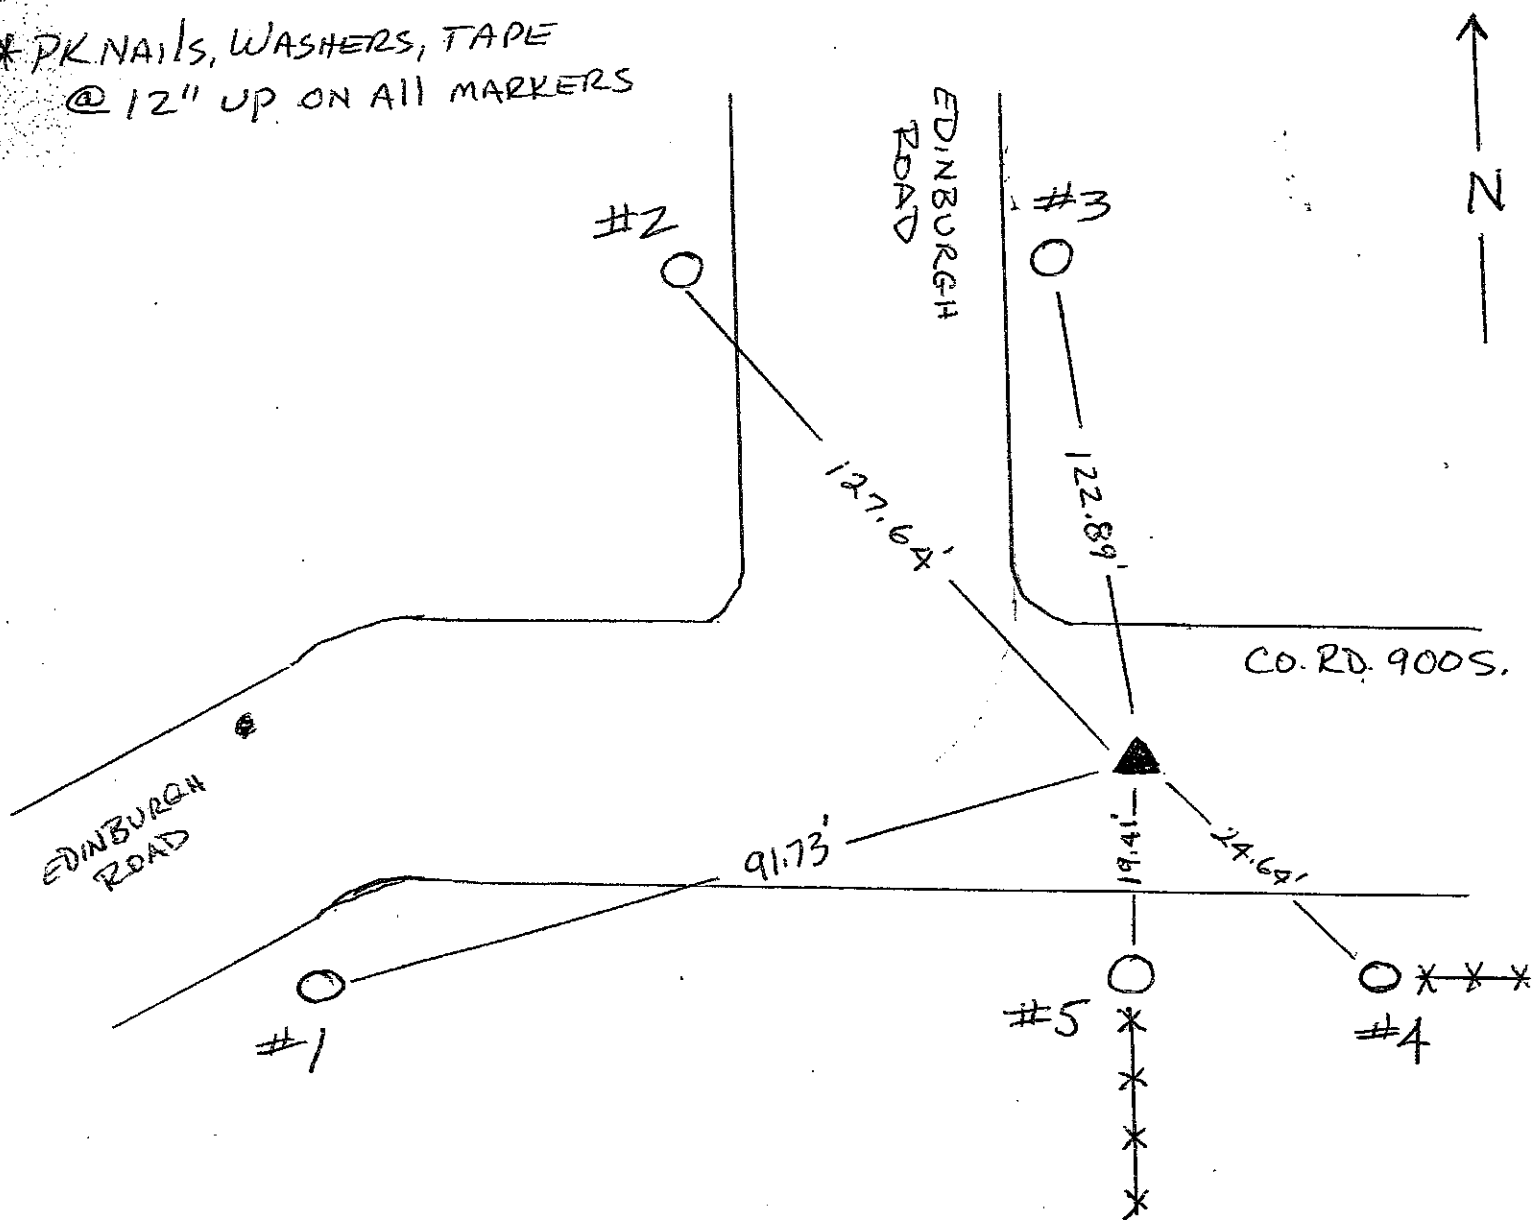 * PK NAIls, WASHERS, TAPE
@ 12" UP ON All MARKERS
N
EDINBURGH
ROAD
#2
#3
127.64'
122.89'
CO. RD. 900S.
EDINBURGH
ROAD
91.73'
19.41'
24.64'
#1
#5
#4